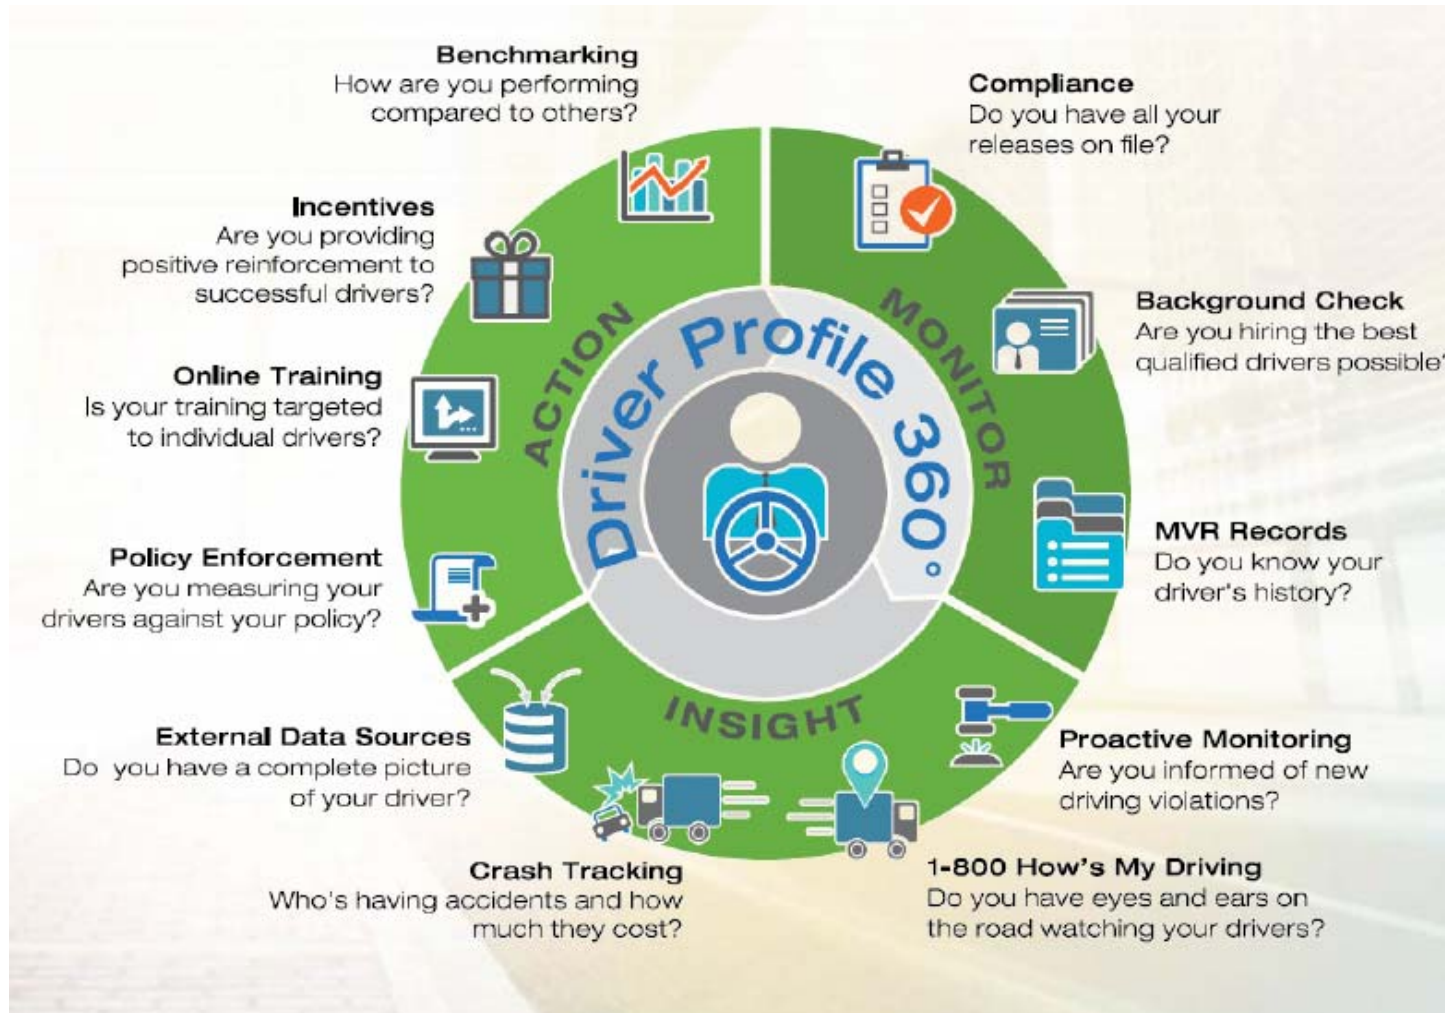 Benchmarking
How are you performing
compared to others?
Compliance
Do you have all your
releases on file?
Incentives
Are you providing
positive reinforcement to
successful drivers?
Background Check
Are you hiring the best
qualified drivers possible?
Online Training
Is your training targeted
to individual drivers?
MVR Records
Do you know your
driver's history?
Policy Enforcement
Are you measuring your
drivers against your policy?
External Data Sources
Do you have a complete picture
of your driver?
Proactive Monitoring
Are you informed of new
driving violations?
Crash Tracking
Who's having accidents and how
much they cost?
1-800 How's My Driving
Do you have eyes and ears on
the road watching your drivers?
ACTION
MONITOR
INSIGHT
Driver Profile 360°